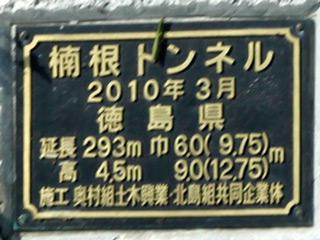 楠根トンネル
2010年3月
徳島県
延長 293m 巾 6.0( 9.75)m
高 4.5m 9.0(12.75)
施工 奥村組土木興業・北島組共同企業体